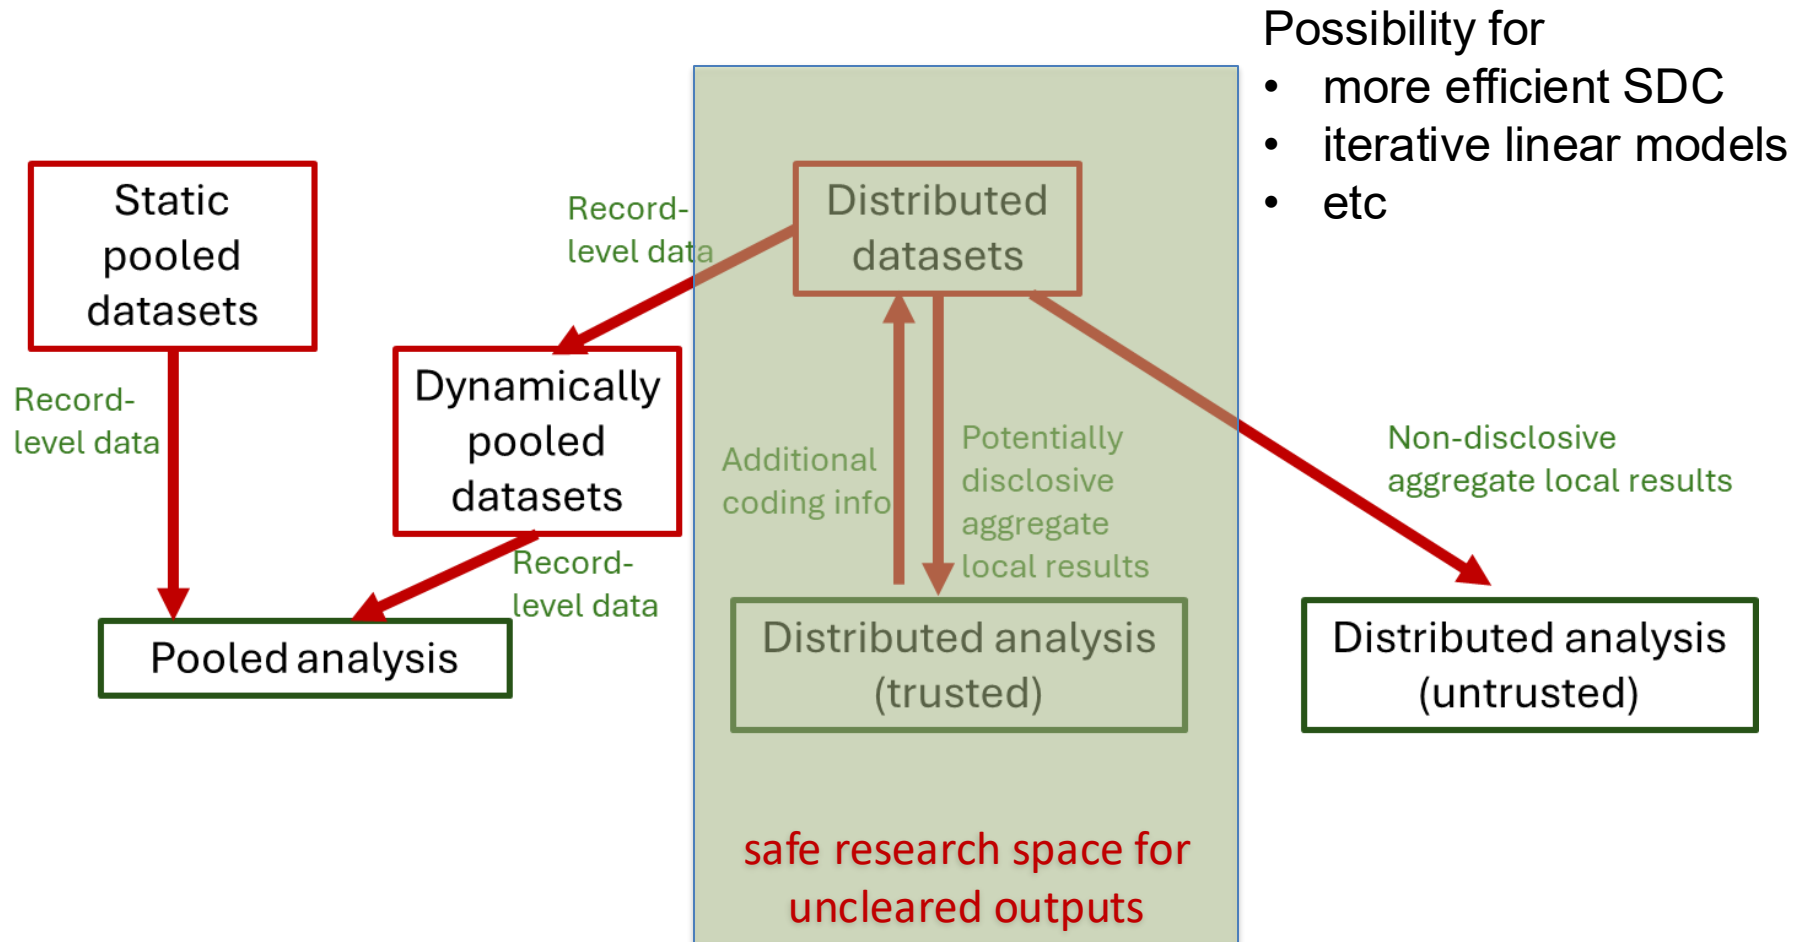 Possibility for
• more efficient SDC
• iterative linear models
• etc
Static
pooled
datasets
Record-
level data
Distributed
datasets
Record-
level data
Dynamically
pooled
datasets
Additional
coding info
Potentially
disclosive
aggregate
local results
Non-disclosive
aggregate local results
Record-
level data
Pooled analysis
Distributed analysis
(trusted)
Distributed analysis
(untrusted)
safe research space for
uncleared outputs